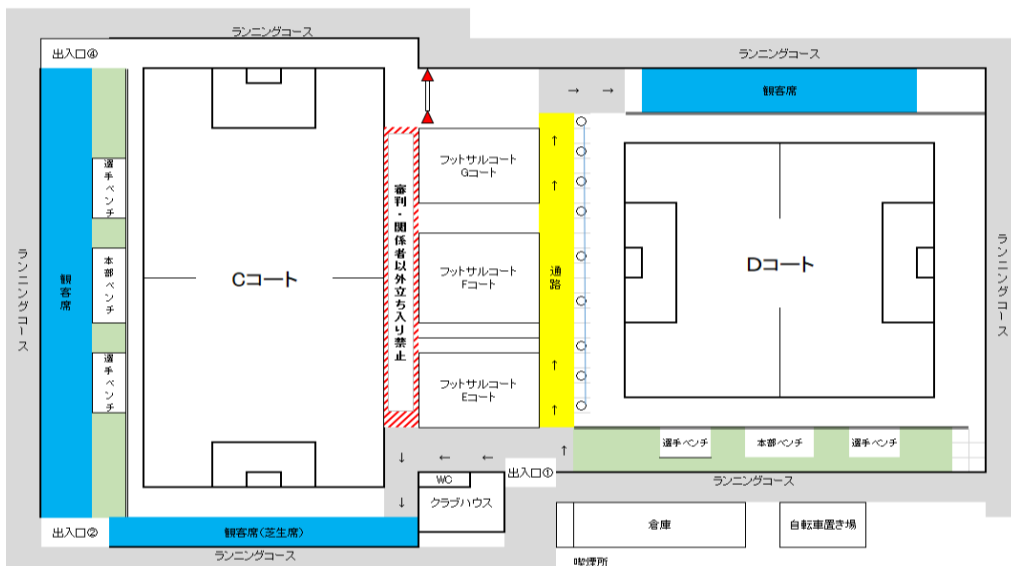 ランニングコース
ランニングコース
出入口④
観客席
→ →
フットサルコート
Gコート
↑
↑
選手ベンチ
審判・関係者以外立ち入り禁止
ランニングコース
観客席
本部ベンチ
Cコート
フットサルコート
Fコート
通路
Dコート
ランニングコース
選手ベンチ
フットサルコート
Eコート
↑
↑
選手ベンチ
本部ベンチ
選手ベンチ
↓ ← ← ↑
WC
出入口①
ランニングコース
↓
クラブハウス
出入口②
観客席(芝生席)
倉庫
自転車置き場
ランニングコース
喫煙所